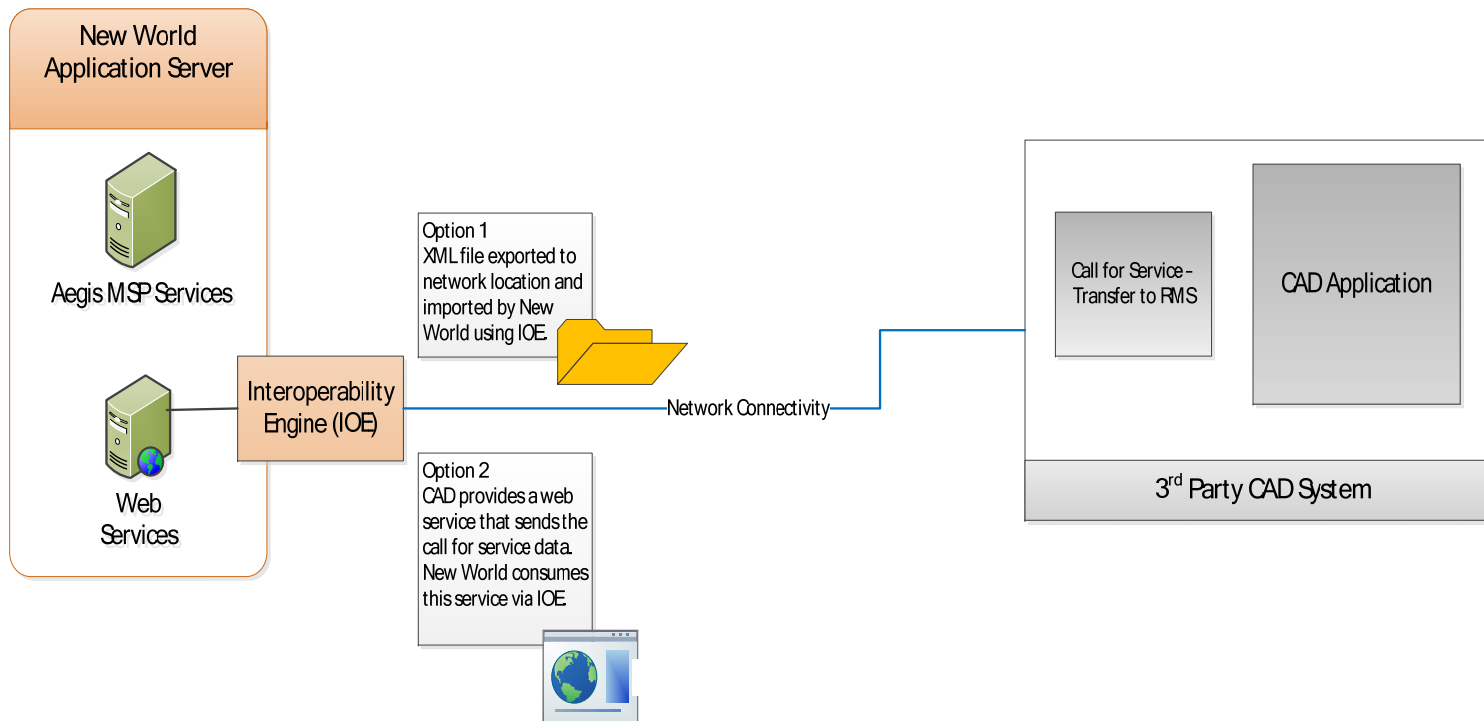 New World
Application Server
Aegis MSP Services
Web
Services
Interoperability
Engine (IOE)
Option 1
XML file exported to
network location and
imported by New
World using IOE.
Network Connectivity
Option 2
CAD provides a web
service that sends the
call for service data.
New World consumes
this service via IOE.
Call for Service –
Transfer to RMS
CAD Application
3rd Party CAD System